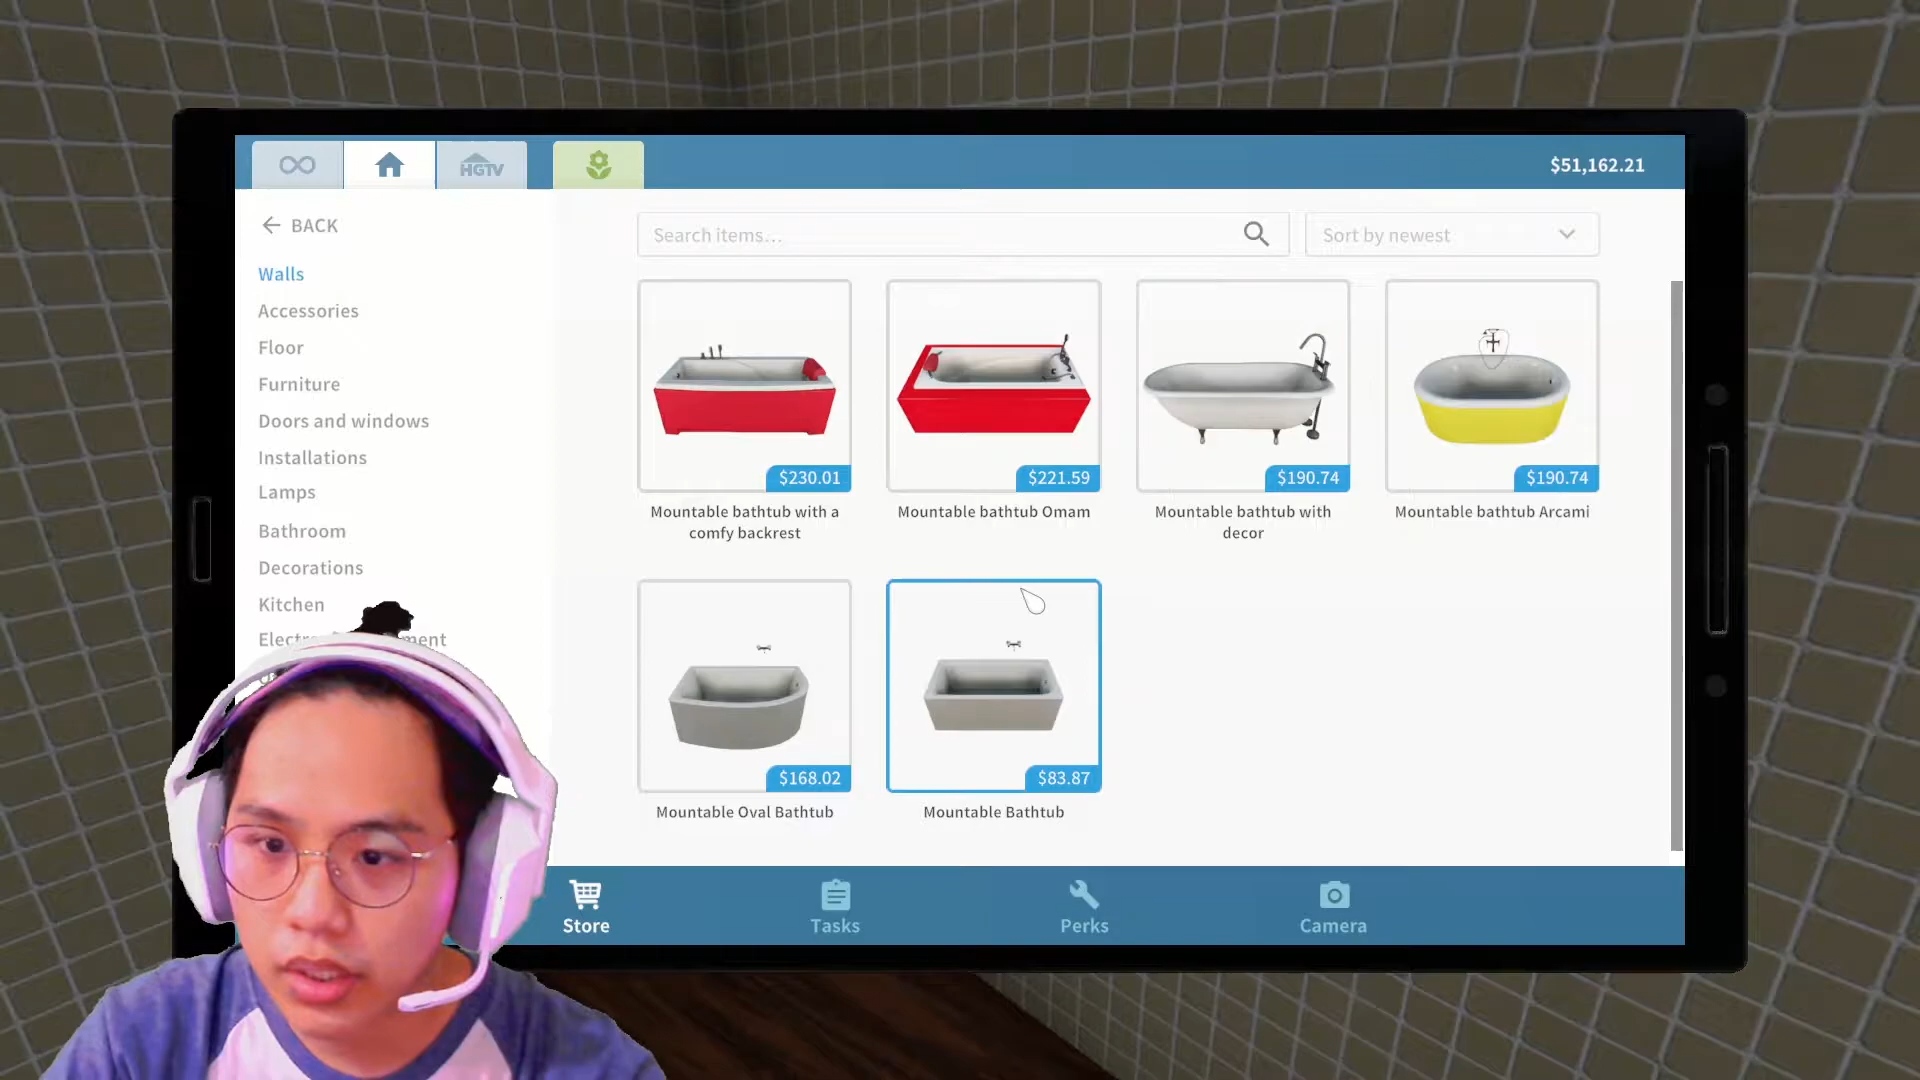 HGTV
$51,162.21
BACK
Search items...
Sort by newest
Walls
Accessories
Floor
Furniture
Doors and windows
Installations
Lamps
Bathroom
Decorations
Kitchen
$230.01
$221.59
$190.74
$190.74
Mountable bathtub with a
comfy backrest
Mountable bathtub Omam
Mountable bathtub with
decor
Mountable bathtub Arcami
$168.02
$83.87
Mountable Oval Bathtub
Mountable Bathtub
Store
Tasks
Perks
Camera